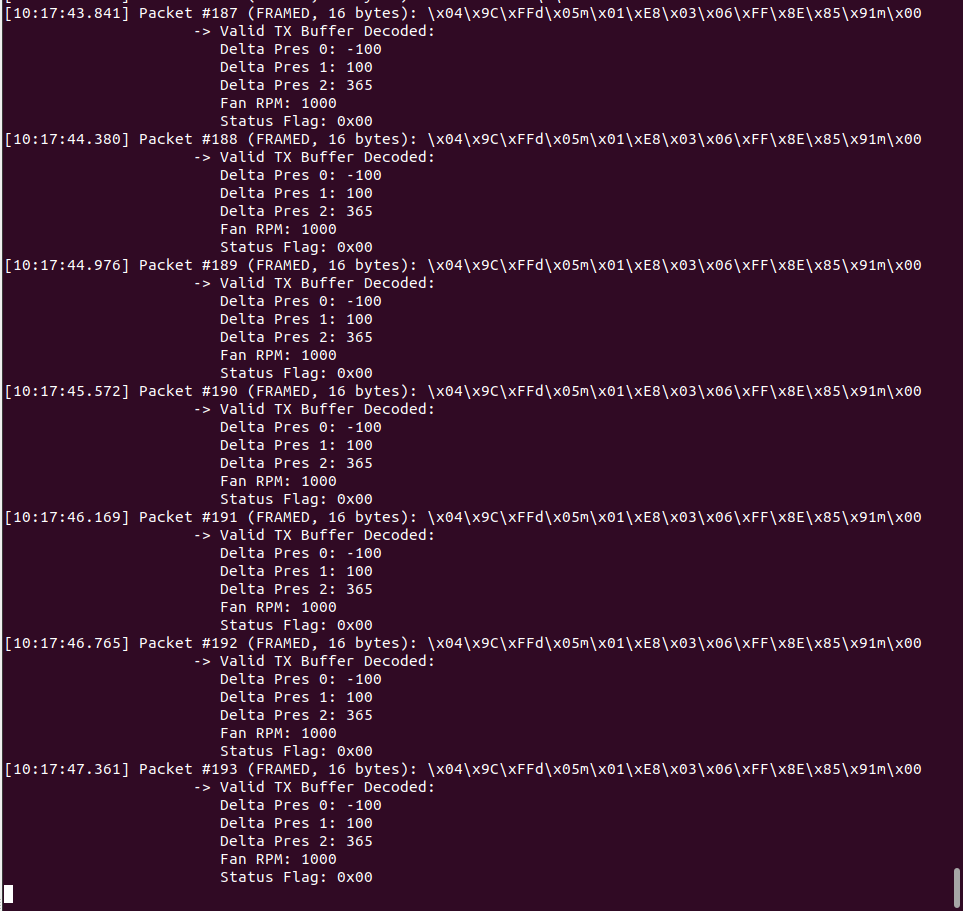 [10:17:43.841] Packet #187 (FRAMED, 16 bytes): \x04\x9C\xFFd\x05m\x01\xE8\x03\x06\xFF\x8E\x85\x91m\x00
-> Valid TX Buffer Decoded:
Delta Pres 0: -100
Delta Pres 1: 100
Delta Pres 2: 365
Fan RPM: 1000
Status Flag: 0x00
[10:17:44.380] Packet #188 (FRAMED, 16 bytes): \x04\x9C\xFFd\x05m\x01\xE8\x03\x06\xFF\x8E\x85\x91m\x00
-> Valid TX Buffer Decoded:
Delta Pres 0: -100
Delta Pres 1: 100
Delta Pres 2: 365
Fan RPM: 1000
Status Flag: 0x00
[10:17:44.976] Packet #189 (FRAMED, 16 bytes): \x04\x9C\xFFd\x05m\x01\xE8\x03\x06\xFF\x8E\x85\x91m\x00
-> Valid TX Buffer Decoded:
Delta Pres 0: -100
Delta Pres 1: 100
Delta Pres 2: 365
Fan RPM: 1000
Status Flag: 0x00
[10:17:45.572] Packet #190 (FRAMED, 16 bytes): \x04\x9C\xFFd\x05m\x01\xE8\x03\x06\xFF\x8E\x85\x91m\x00
-> Valid TX Buffer Decoded:
Delta Pres 0: -100
Delta Pres 1: 100
Delta Pres 2: 365
Fan RPM: 1000
Status Flag: 0x00
[10:17:46.169] Packet #191 (FRAMED, 16 bytes): \x04\x9C\xFFd\x05m\x01\xE8\x03\x06\xFF\x8E\x85\x91m\x00
-> Valid TX Buffer Decoded:
Delta Pres 0: -100
Delta Pres 1: 100
Delta Pres 2: 365
Fan RPM: 1000
Status Flag: 0x00
[10:17:46.765] Packet #192 (FRAMED, 16 bytes): \x04\x9C\xFFd\x05m\x01\xE8\x03\x06\xFF\x8E\x85\x91m\x00
-> Valid TX Buffer Decoded:
Delta Pres 0: -100
Delta Pres 1: 100
Delta Pres 2: 365
Fan RPM: 1000
Status Flag: 0x00
[10:17:47.361] Packet #193 (FRAMED, 16 bytes): \x04\x9C\xFFd\x05m\x01\xE8\x03\x06\xFF\x8E\x85\x91m\x00
-> Valid TX Buffer Decoded:
Delta Pres 0: -100
Delta Pres 1: 100
Delta Pres 2: 365
Fan RPM: 1000
Status Flag: 0x00